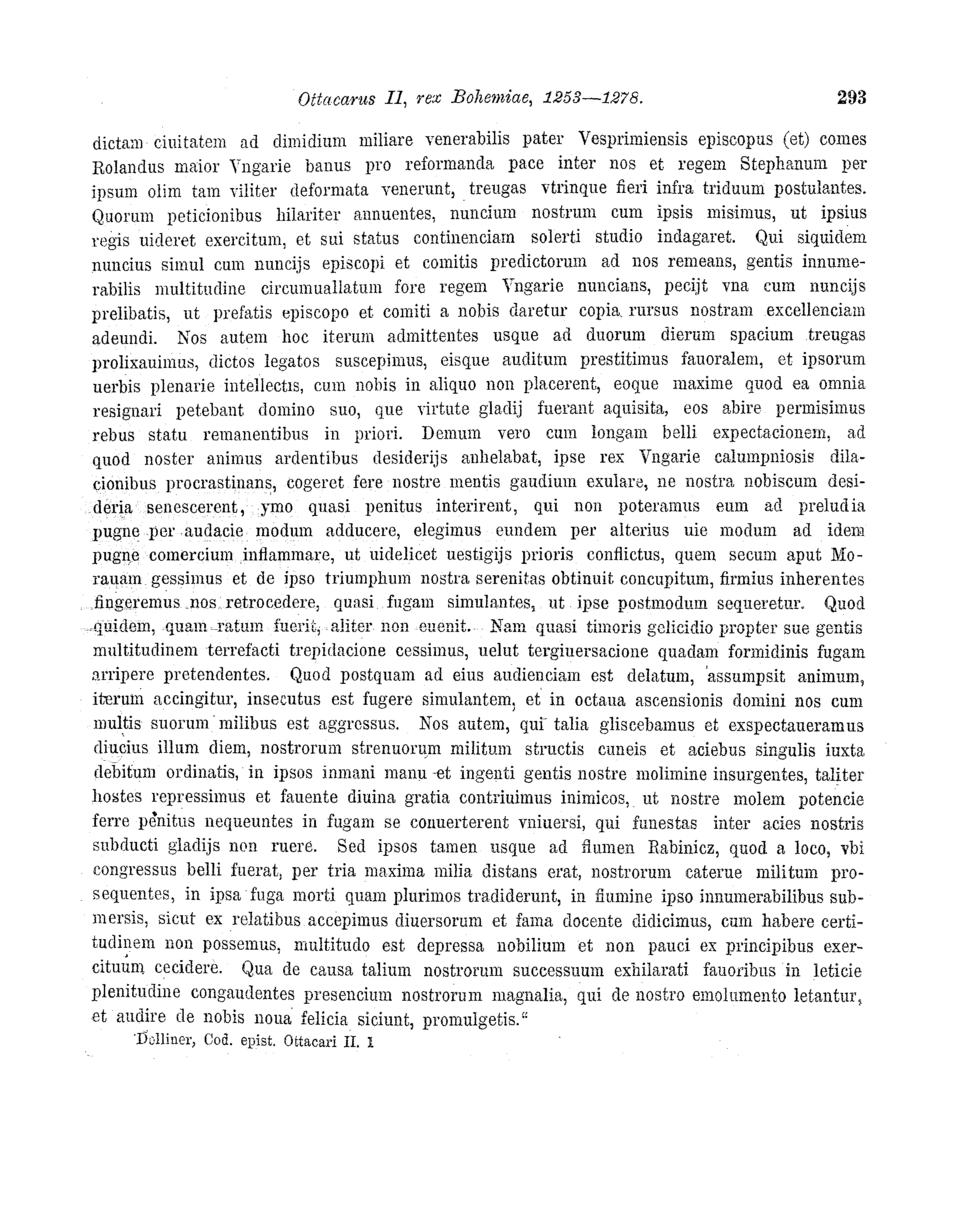 Ottacarus II, rex Bohemiae, 1253—1278. 293
dictam ciuitatem ad dimidium miliare venerabilis pater Vesprimiensis episcopus (et) comes
Rolandus maior Vngarie banus pro reformanda pace inter nos et regem Stephanum per
ipsum olim tam viliter deformata venerunt, treugas vtrinque fieri infra triduum postulantes.
Quorum peticionibus hilariter annuentes, nuncium nostrum cum ipsis misimus, ut ipsius
regis uideret exercitum, et sui status continenciam solerti studio indagaret. Qui siquidem
nuncius simul cum nuncijs episcopi et comitis predictorum ad nos remeans, gentis innume-
rabilis multitudine circumuallatum fore regem Vngarie nuncians, pecijt vna cum nuncijs
prelibatis, ut prefatis episcopo et comiti a nobis daretur copia rursus nostram excellenciam
adeundi. Nos autem hoc iterum admittentes usque ad duorum dierum spacium treugas
prolixauimus, dictos legatos suscepimus, eisque auditum prestitimus fauoralem, et ipsorum
uerbis plenarie intellectis, cum nobis in aliquo non placerent, eoque maxime quod ea omnia
resignari petebant domino suo, que virtute gladij fuerant aquisita, eos abire permisimus
rebus statu remanentibus in priori. Demum vero cum longam belli expectacionem, ad
quod noster animus ardentibus desiderijs anhelabat, ipse rex Vngarie calumpniosis dila-
cionibus procrastinans, cogeret fere nostre mentis gaudium exulare, ne nostra nobiscum desi-
deria senescerent, ymo quasi penitus interirent, qui non poteramus eum ad preludia
pugne per audacie modum adducere, elegimus eundem per alterius uie modum ad idem
pugne comercium inflammare, ut uidelicet uestigijs prioris conflictus, quem secum aput Mo-
rauam gessimus et de ipso triumphum nostra serenitas obtinuit concupitum, firmius inherentes
fingeremus nos retrocedere, quasi fugam simulantes, ut ipse postmodum sequeretur. Quod
quidem, quam ratum fuerit, aliter non euenit. Nam quasi timoris gelicidio propter sue gentis
multitudinem terrefacti trepidacione cessimus, uelut tergiuersacione quadam formidinis fugam
arripere pretendentes. Quod postquam ad eius audienciam est delatum, assumpsit animum,
iterum accingitur, insecutus est fugere simulantem, et in octaua ascensionis domini nos cum
multis suorum milibus est aggressus. Nos autem, qui talia gliscebamus et exspectaueramus
diucius illum diem, nostrorum strenuorum militum structis cuneis et aciebus singulis iuxta
debitum ordinatis, in ipsos inmani manu et ingenti gentis nostre molimine insurgentes, taliter
hostes repressimus et fauente diuina gratia contriuimus inimicos, ut nostre molem potencie
ferre penitus nequeuntes in fugam se conuerterent vniuersi, qui funestas inter acies nostris
subducti gladijs non ruere. Sed ipsos tamen usque ad flumen Rabinicz, quod a loco, vbi
congressus belli fuerat, per tria maxima milia distans erat, nostrorum caterue militum pro-
sequentes, in ipsa fuga morti quam plurimos tradiderunt, in flumine ipso innumerabilibus sub-
mersis, sicut ex relatibus accepimus diuersorum et fama docente didicimus, cum habere certi-
tudinem non possemus, multitudo est depressa nobilium et non pauci ex principibus exer-
cituum cecidere. Qua de causa talium nostrorum successuum exhilarati fauoribus in leticie
plenitudine congaudentes presencium nostrorum magnalia, qui de nostro emolumento letantur,
et audire de nobis noua felicia siciunt, promulgetis.“
Dolliner, Cod. epist. Ottacari II. 1